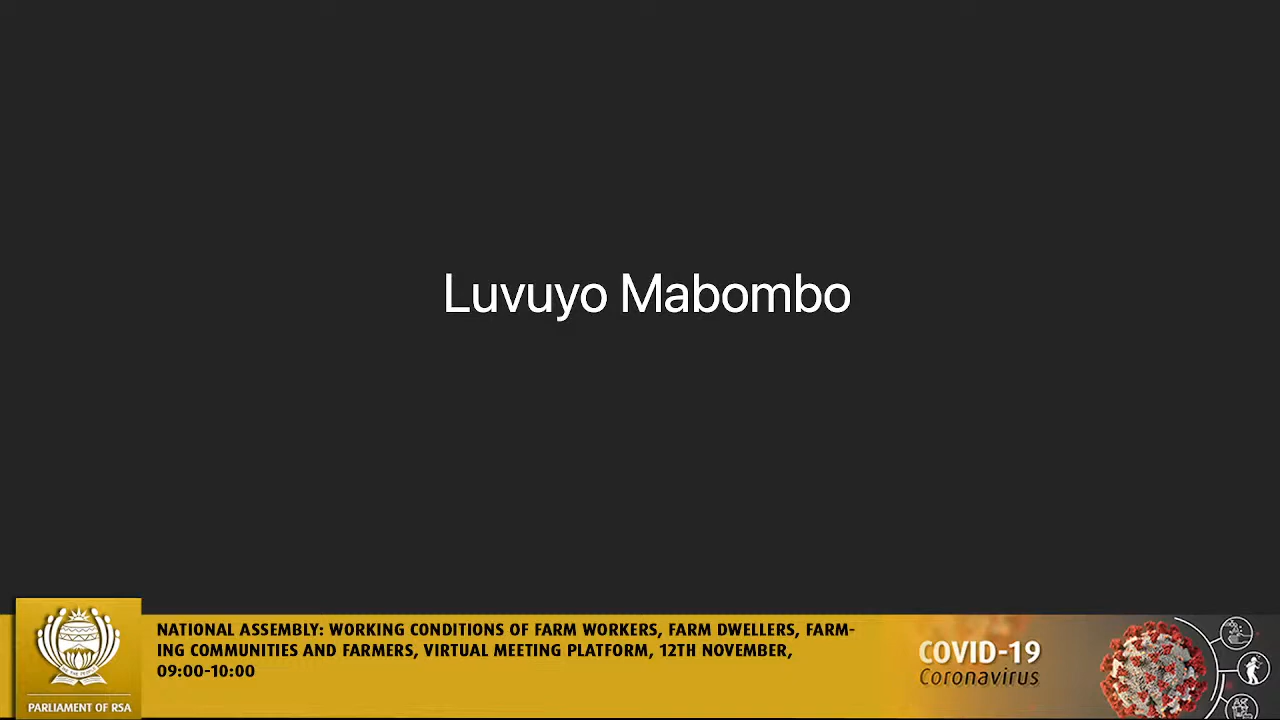 Luvuyo Mabombo
NATIONAL ASSEMBLY: WORKING CONDITIONS OF FARM WORKERS, FARM DWELLERS, FARM-
ING COMMUNITIES AND FARMERS, VIRTUAL MEETING PLATFORM, 12TH NOVEMBER,
09:00-10:00
PARLIAMENT OF RSA
COVID-19
Coronavirus